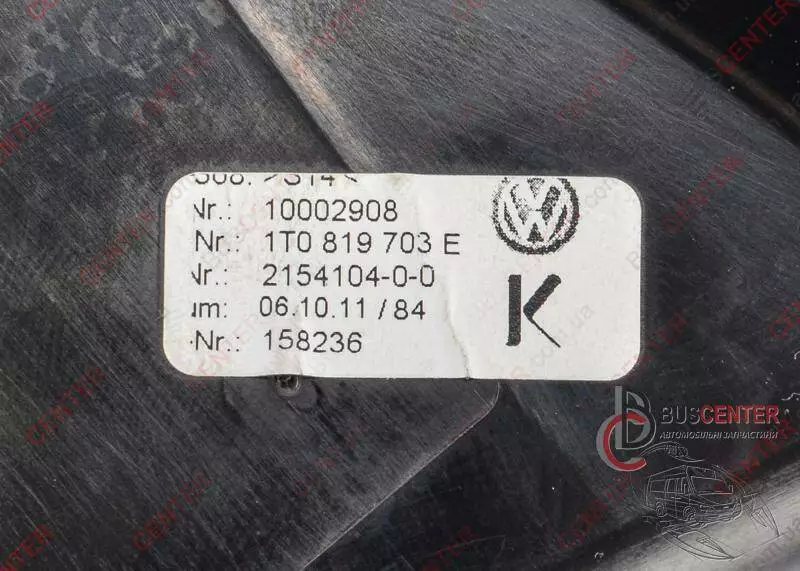 Nr.: 10002908
Nr.: 1T0 819 703 E
Nr.: 2154104-0-0
um: 06.10.11 / 84
-Nr.: 158236
K
BUSCENTER
АВТОМОБІЛЬНІ ЗАПЧАСТИНИ